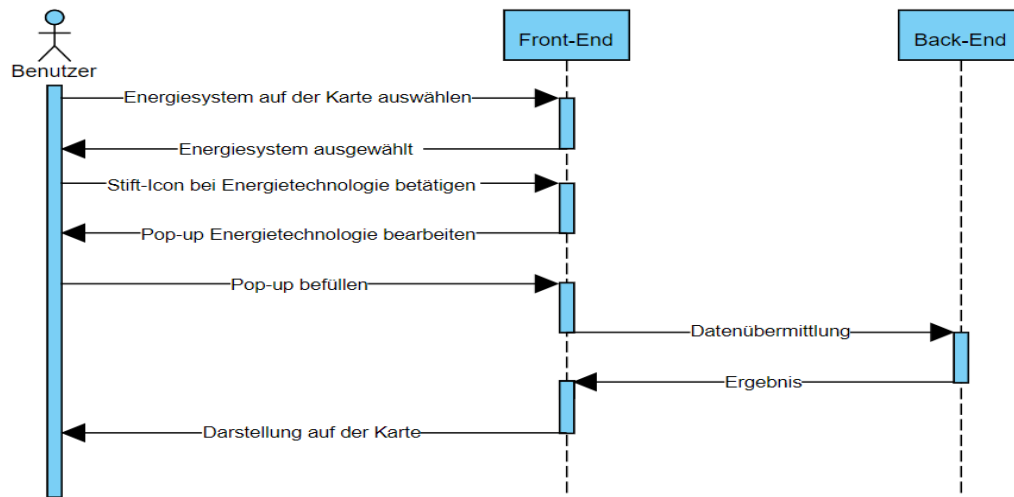 Front-End
Back-End
Benutzer
Energiesystem auf der Karte auswählen
Energiesystem ausgewählt
Stift-Icon bei Energietechnologie betätigen
Pop-up Energietechnologie bearbeiten
Pop-up befüllen
Datenübermittlung
Ergebnis
Darstellung auf der Karte